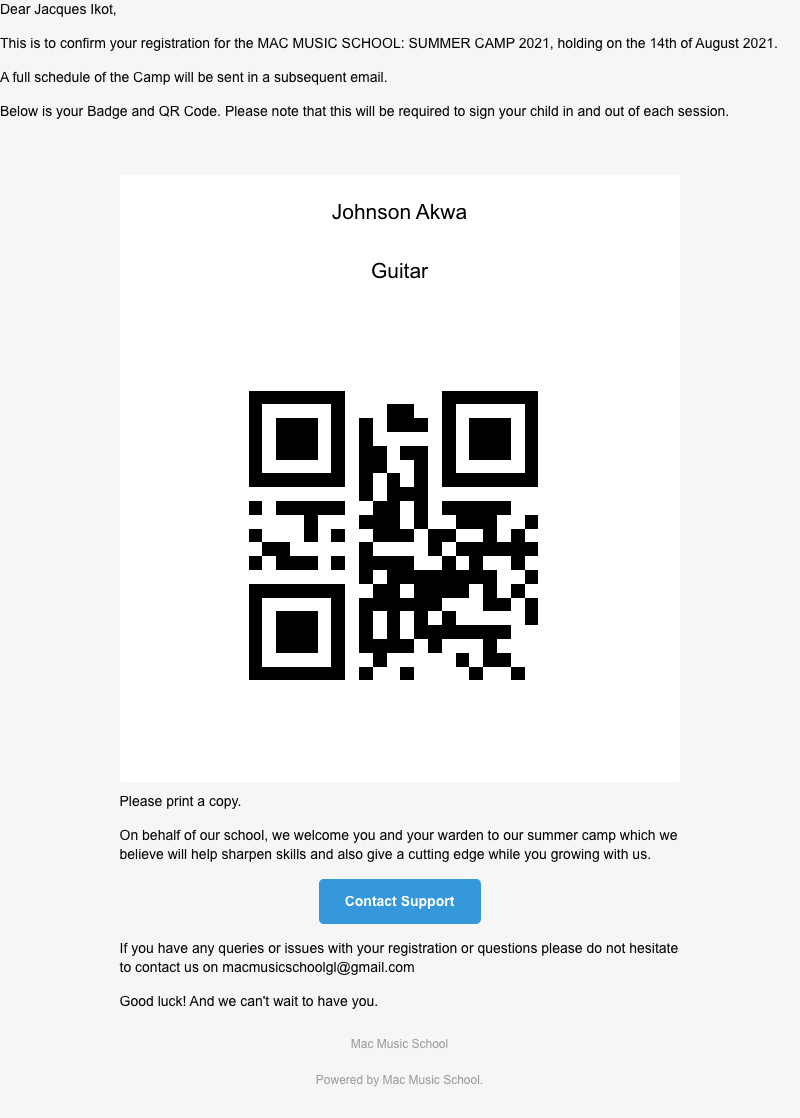 Dear Jacques Ikot,
This is to confirm your registration for the MAC MUSIC SCHOOL: SUMMER CAMP 2021, holding on the 14th of August 2021.
A full schedule of the Camp will be sent in a subsequent email.
Below is your Badge and QR Code. Please note that this will be required to sign your child in and out of each session.
Johnson Akwa
Guitar
Please print a copy.
On behalf of our school, we welcome you and your warden to our summer camp which we
believe will help sharpen skills and also give a cutting edge while you growing with us.
Contact Support
If you have any queries or issues with your registration or questions please do not hesitate
to contact us on macmusicschoolgl@gmail.com
Good luck! And we can't wait to have you.
Mac Music School
Powered by Mac Music School.